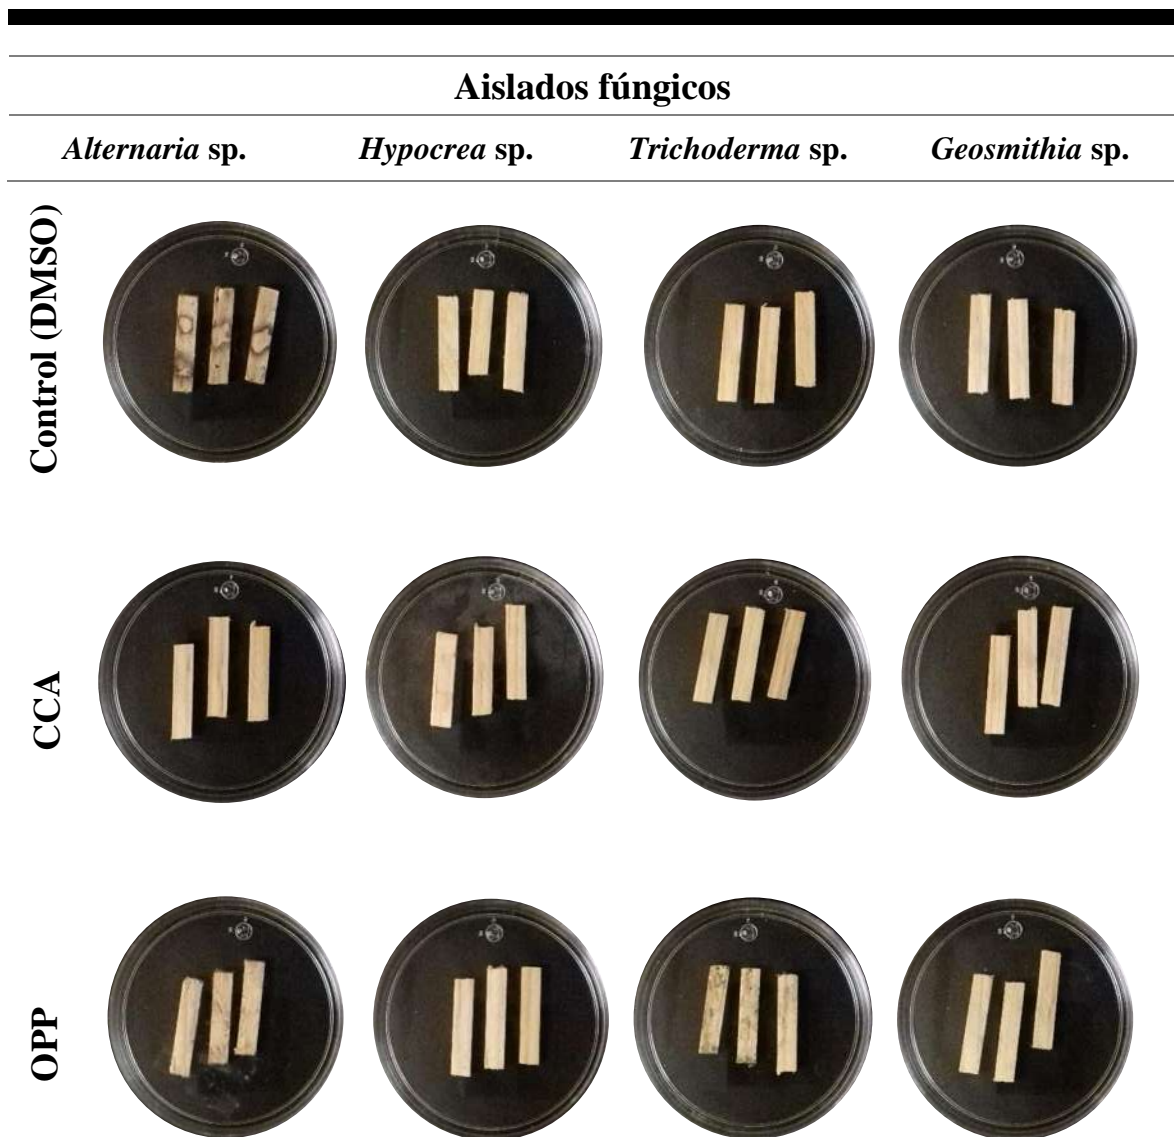 Aislados fúngicos
Alternaria sp. Hypocrea sp. Trichoderma sp. Geosmithia sp.
Control (DMSO)
CCA
OPP